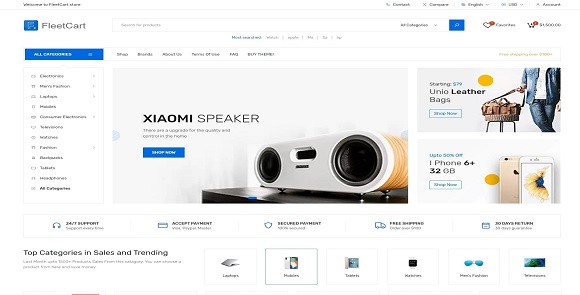 Welcome to FleetCart store
Contact
Compare
English
USD
Account
FleetCart
Search for products
All Categories
Favorites
$1,500.00
Most searched:
apple
ALL CATEGORIES
Shop
Brands
About Us
Terms Of Use
FAQ
BUY THEME!
Free shipping over $100+
Electronics
Men's Fashion
Laptops
Mobiles
Consumer Electronics
Televisions
Watches
Fashion
Backpacks
Tablets
Headphones
All Categories
XIAOMI SPEAKER
There are a upgrade for the quality and
control in the home
SHOP NOW
Starting: $79
Unio Leather
Bags
Shop Now
Upto 50% Off
I Phone 6+
32 GB
Shop Now
24/7 SUPPORT
Support every time
ACCEPT PAYMENT
Visa, Paypal, Master
SECURED PAYMENT
100% secured
FREE SHIPPING
Order over $100
30 DAYS RETURN
30 days guarantee
Top Categories in Sales and Trending
Last Month upto 1500+ Products Sales From this category. You can choose a
product from here and save money.
Laptops
Mobiles
Tablets
Watches
Men's Fashion
Televisions